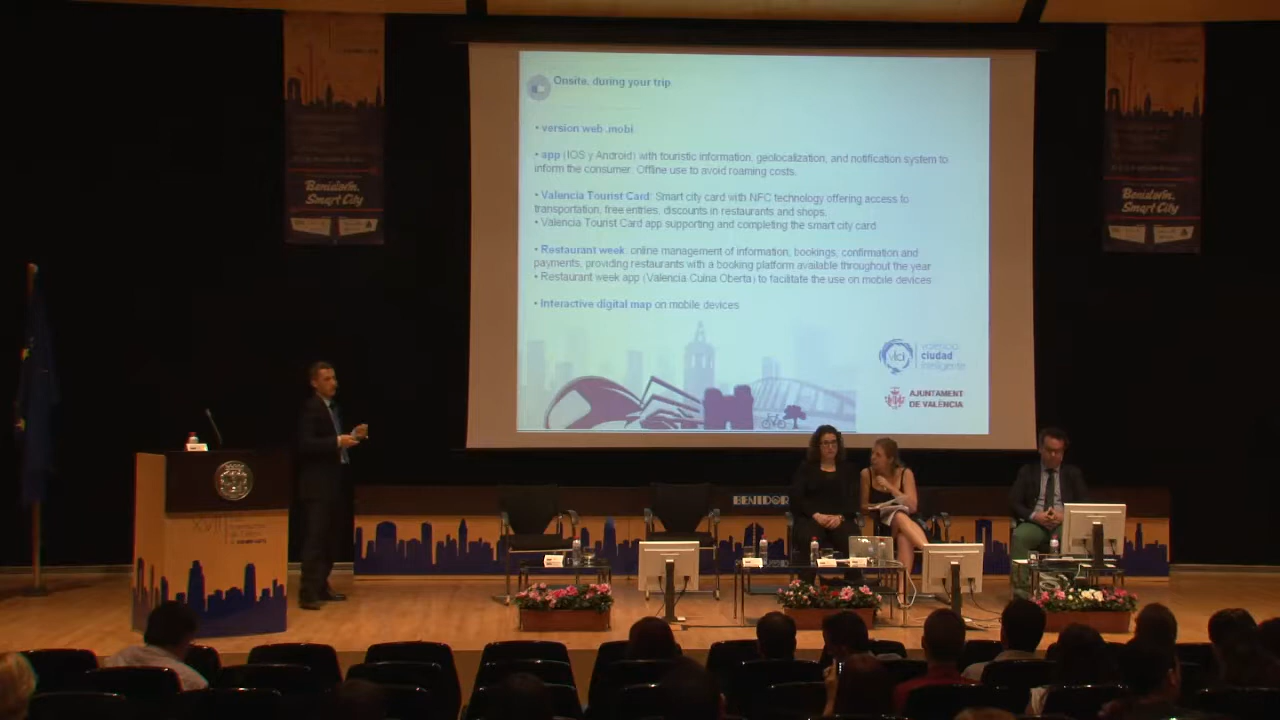 Onsite, during your trip
• version web .mobi
• app (IOS y Android) with touristic information, geolocalization, and notification system to
inform the consumer. Offline use to avoid roaming costs.
• Valencia Tourist Card: Smart city card with NFC technology offering access to
transportation, free entries, discounts in restaurants and shops.
• Valencia Tourist Card app supporting and completing the smart city card
• Restaurant week: online management of information, bookings, confirmation and
payments, providing restaurants with a booking platform available throughout the year
• Restaurant week app (Valencia Cuina Oberta) to facilitate the use on mobile devices
• Interactive digital map on mobile devices
vlci
valencia
ciudad
inteligente
AJUNTAMENT
DE VALÈNCIA
Benidorm,
Smart City
Benidorm,
Smart City
BENIDOR
XVIII